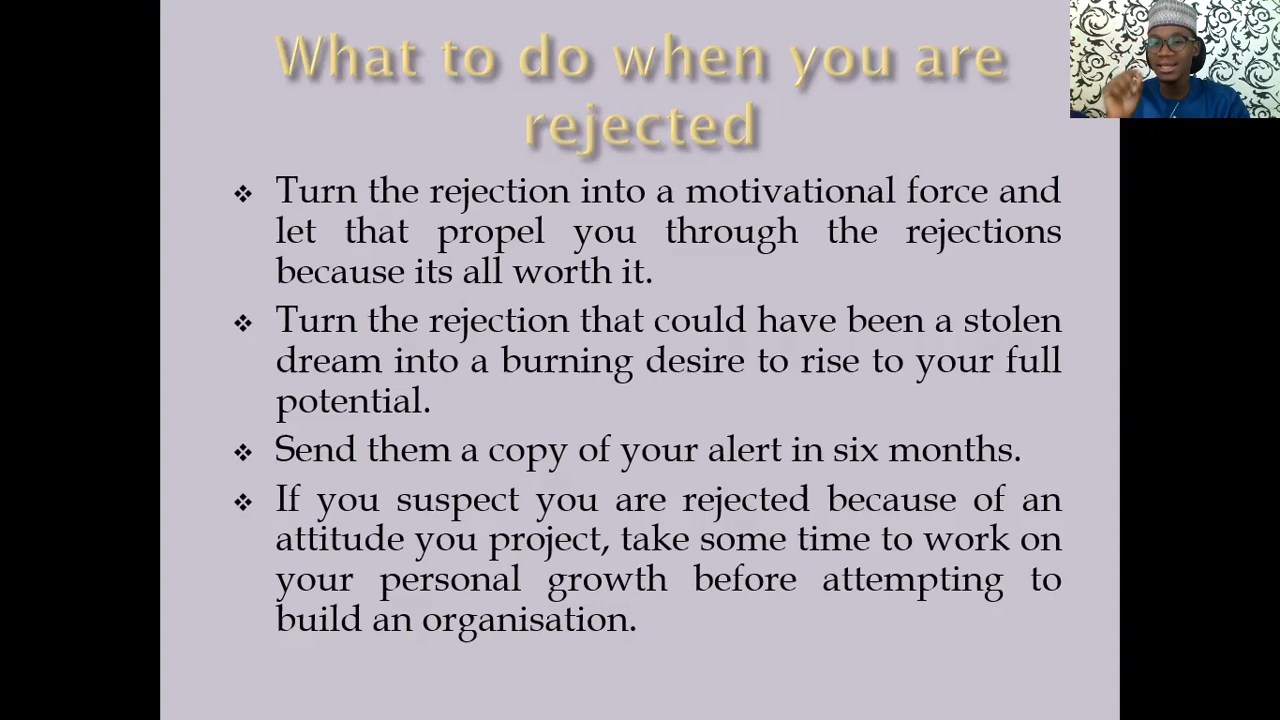 What to do when you are
rejected
❖ Turn the rejection into a motivational force and
let that propel you through the rejections
because its all worth it.
❖ Turn the rejection that could have been a stolen
dream into a burning desire to rise to your full
potential.
❖ Send them a copy of your alert in six months.
❖ If you suspect you are rejected because of an
attitude you project, take some time to work on
your personal growth before attempting to
build an organisation.